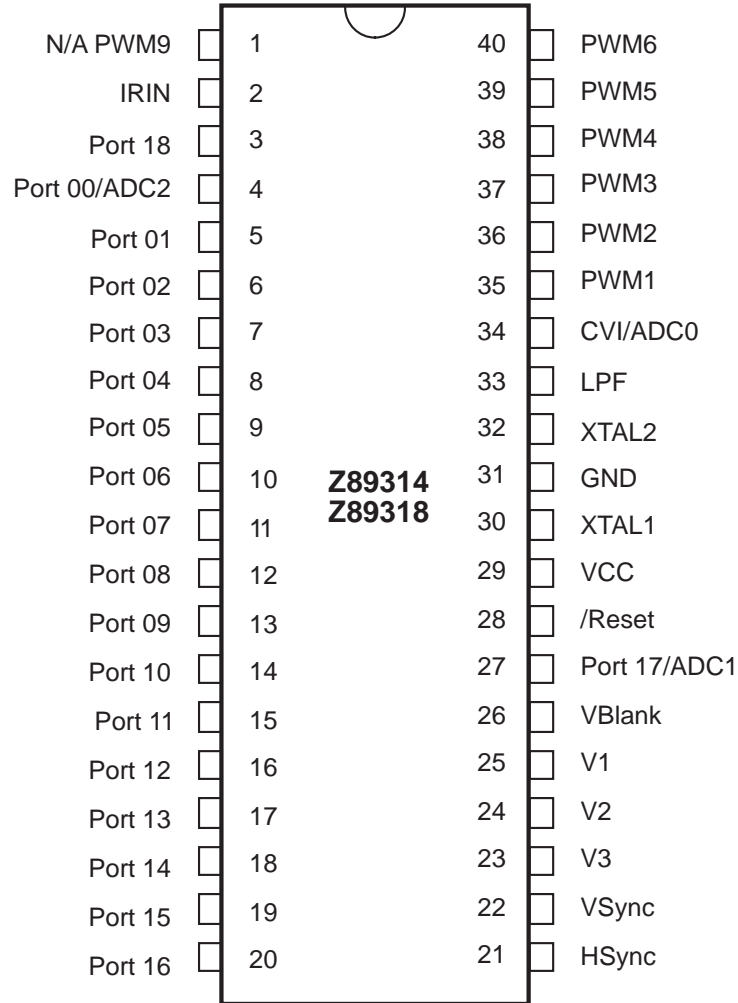 N/A PWM9 1 40 PWM6
IRIN 2 39 PWM5
Port 18 3 38 PWM4
Port 00/ADC2 4 37 PWM3
Port 01 5 36 PWM2
Port 02 6 35 PWM1
Port 03 7 34 CVI/ADC0
Port 04 8 33 LPF
Port 05 9 32 XTAL2
Port 06 10 Z89314 31 GND
Port 07 11 Z89318 30 XTAL1
Port 08 12 29 VCC
Port 09 13 28 /Reset
Port 10 14 27 Port 17/ADC1
Port 11 15 26 VBlank
Port 12 16 25 V1
Port 13 17 24 V2
Port 14 18 23 V3
Port 15 19 22 VSync
Port 16 20 21 HSync